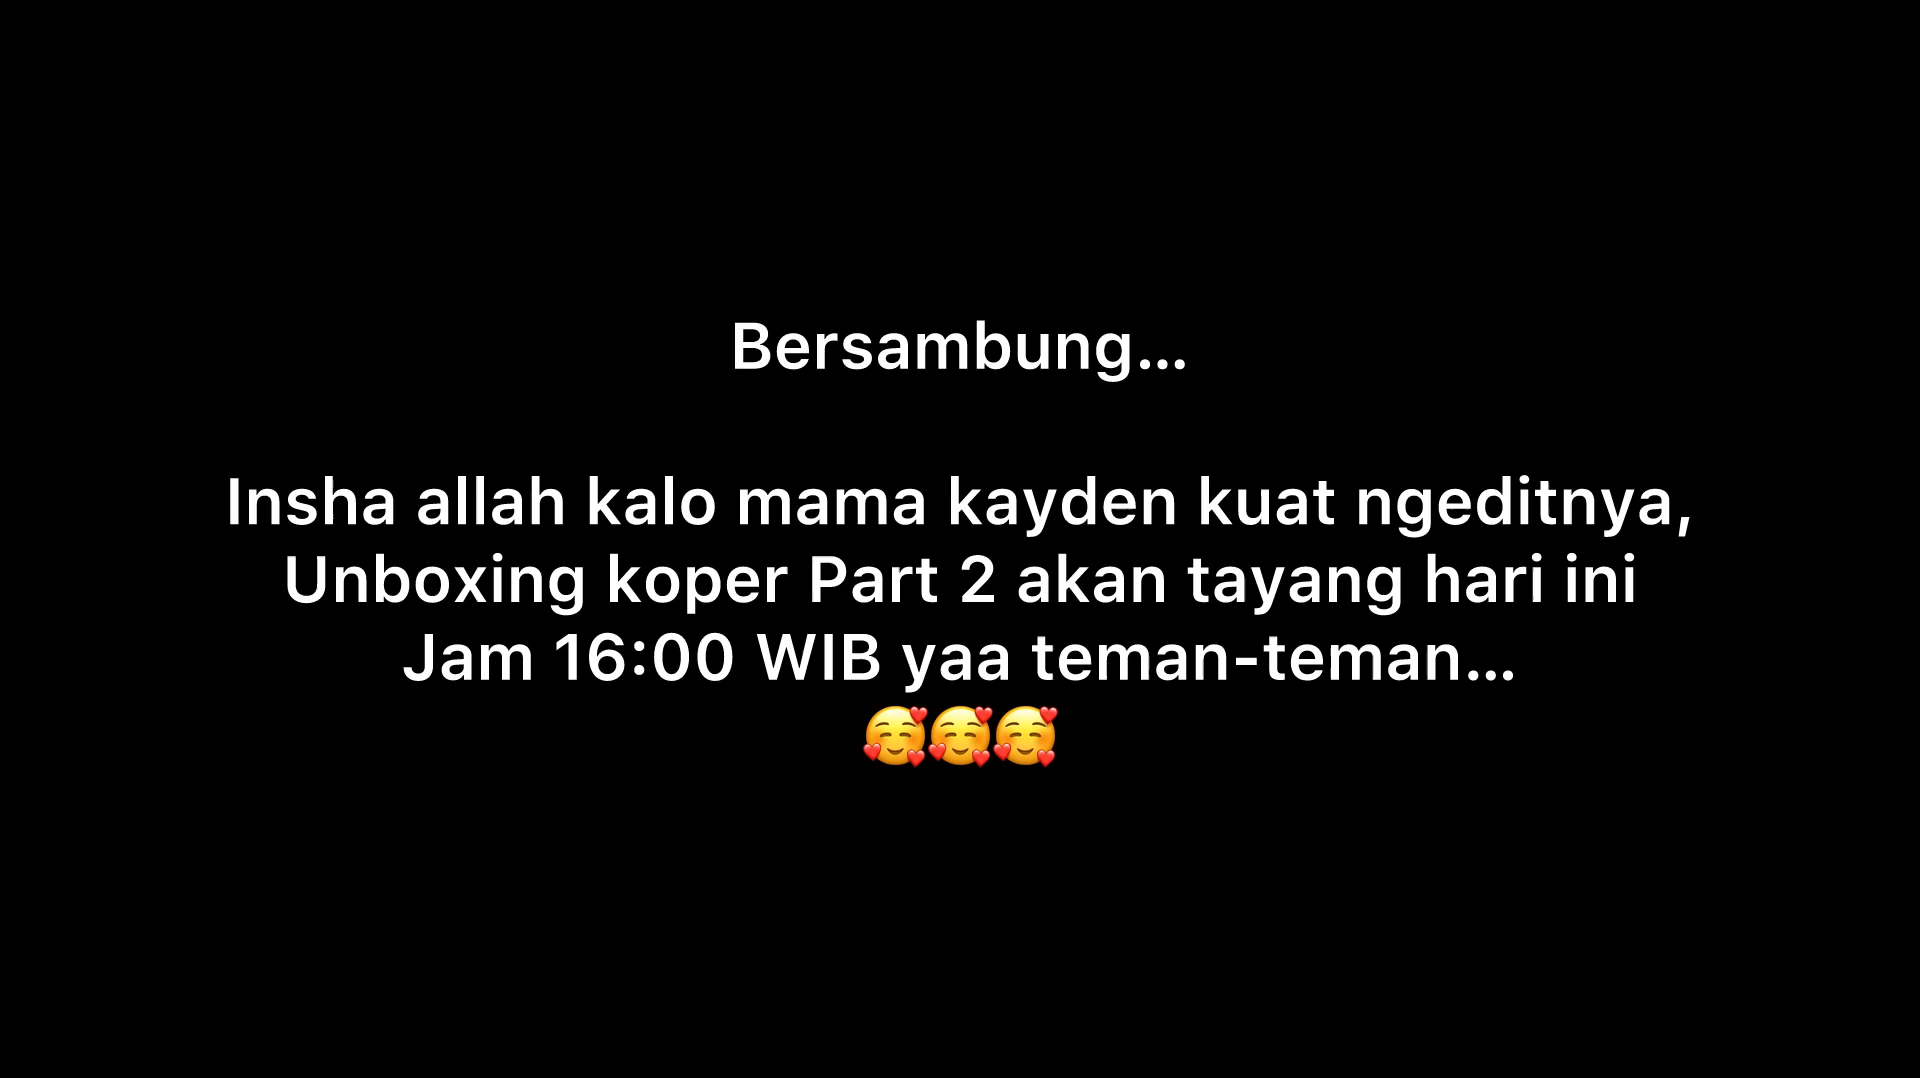 Bersambung...
Insha allah kalo mama kayden kuat ngeditnya,
Unboxing koper Part 2 akan tayang hari ini
Jam 16:00 WIB yaa teman-teman...
🥰🥰🥰